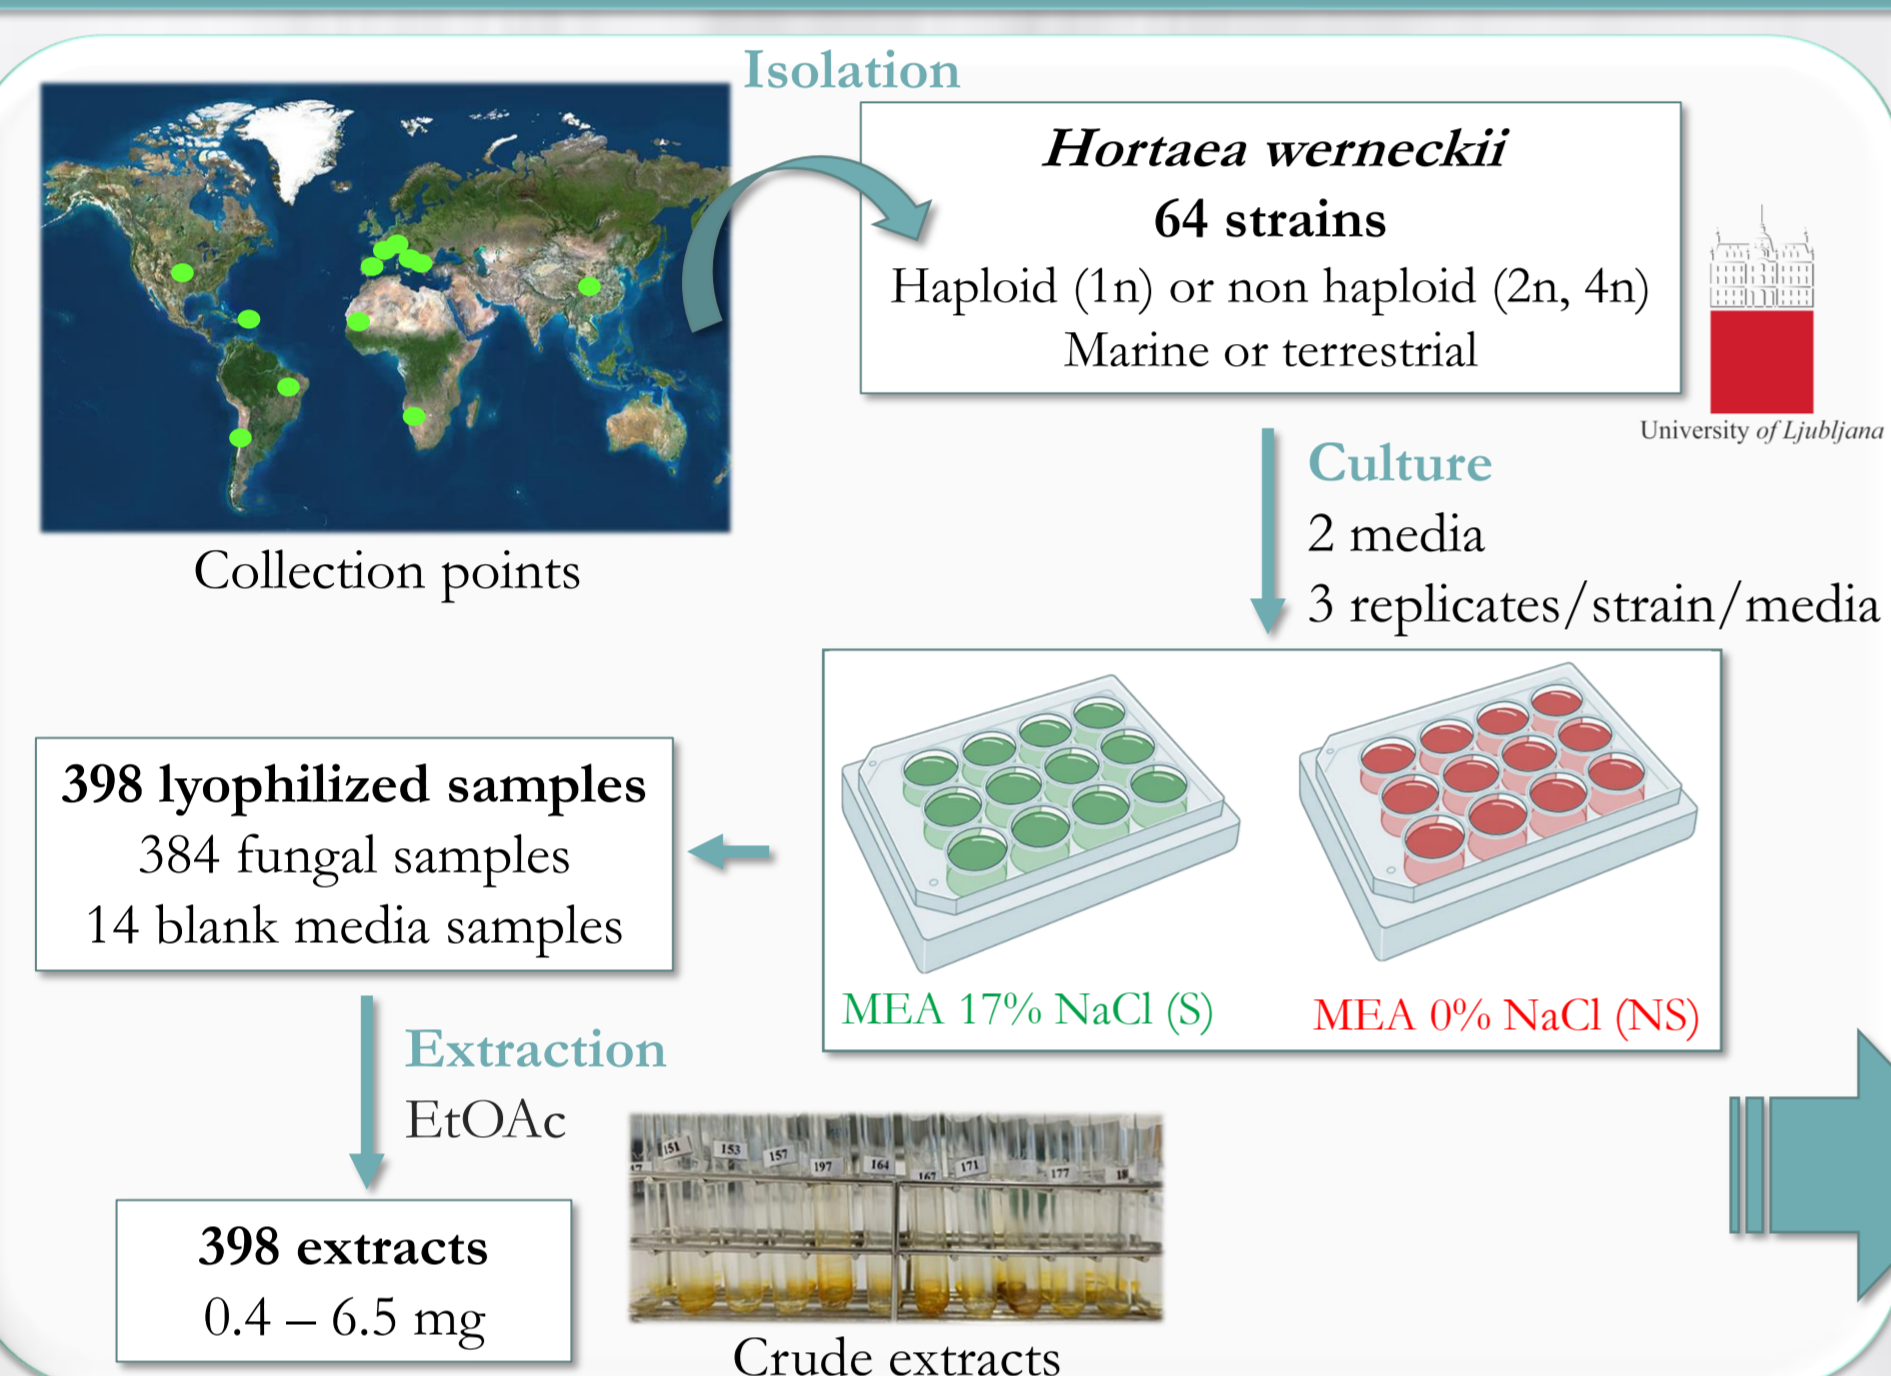 Isolation
Hortaea werneckii
64 strains
Haploid (1n) or non haploid (2n, 4n)
Marine or terrestrial
University of Ljubljana
Collection points
Culture
2 media
3 replicates/strain/media
MEA 17% NaCl (S)
MEA 0% NaCl (NS)
398 lyophilized samples
384 fungal samples
14 blank media samples
Extraction
EtOAc
398 extracts
0.4 – 6.5 mg
151
153
157
197
164
167
171
177
Crude extracts